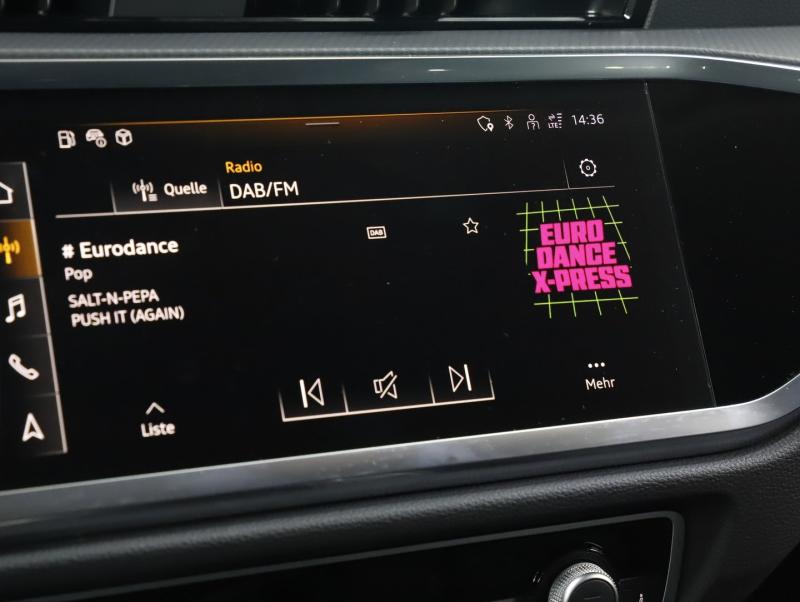 LTE
14:36
Quelle
Radio
DAB/FM
# Eurodance
Pop
SALT-N-PEPA
PUSH IT (AGAIN)
DAB
EURO
DANCE
X-PRESS
Liste
Mehr